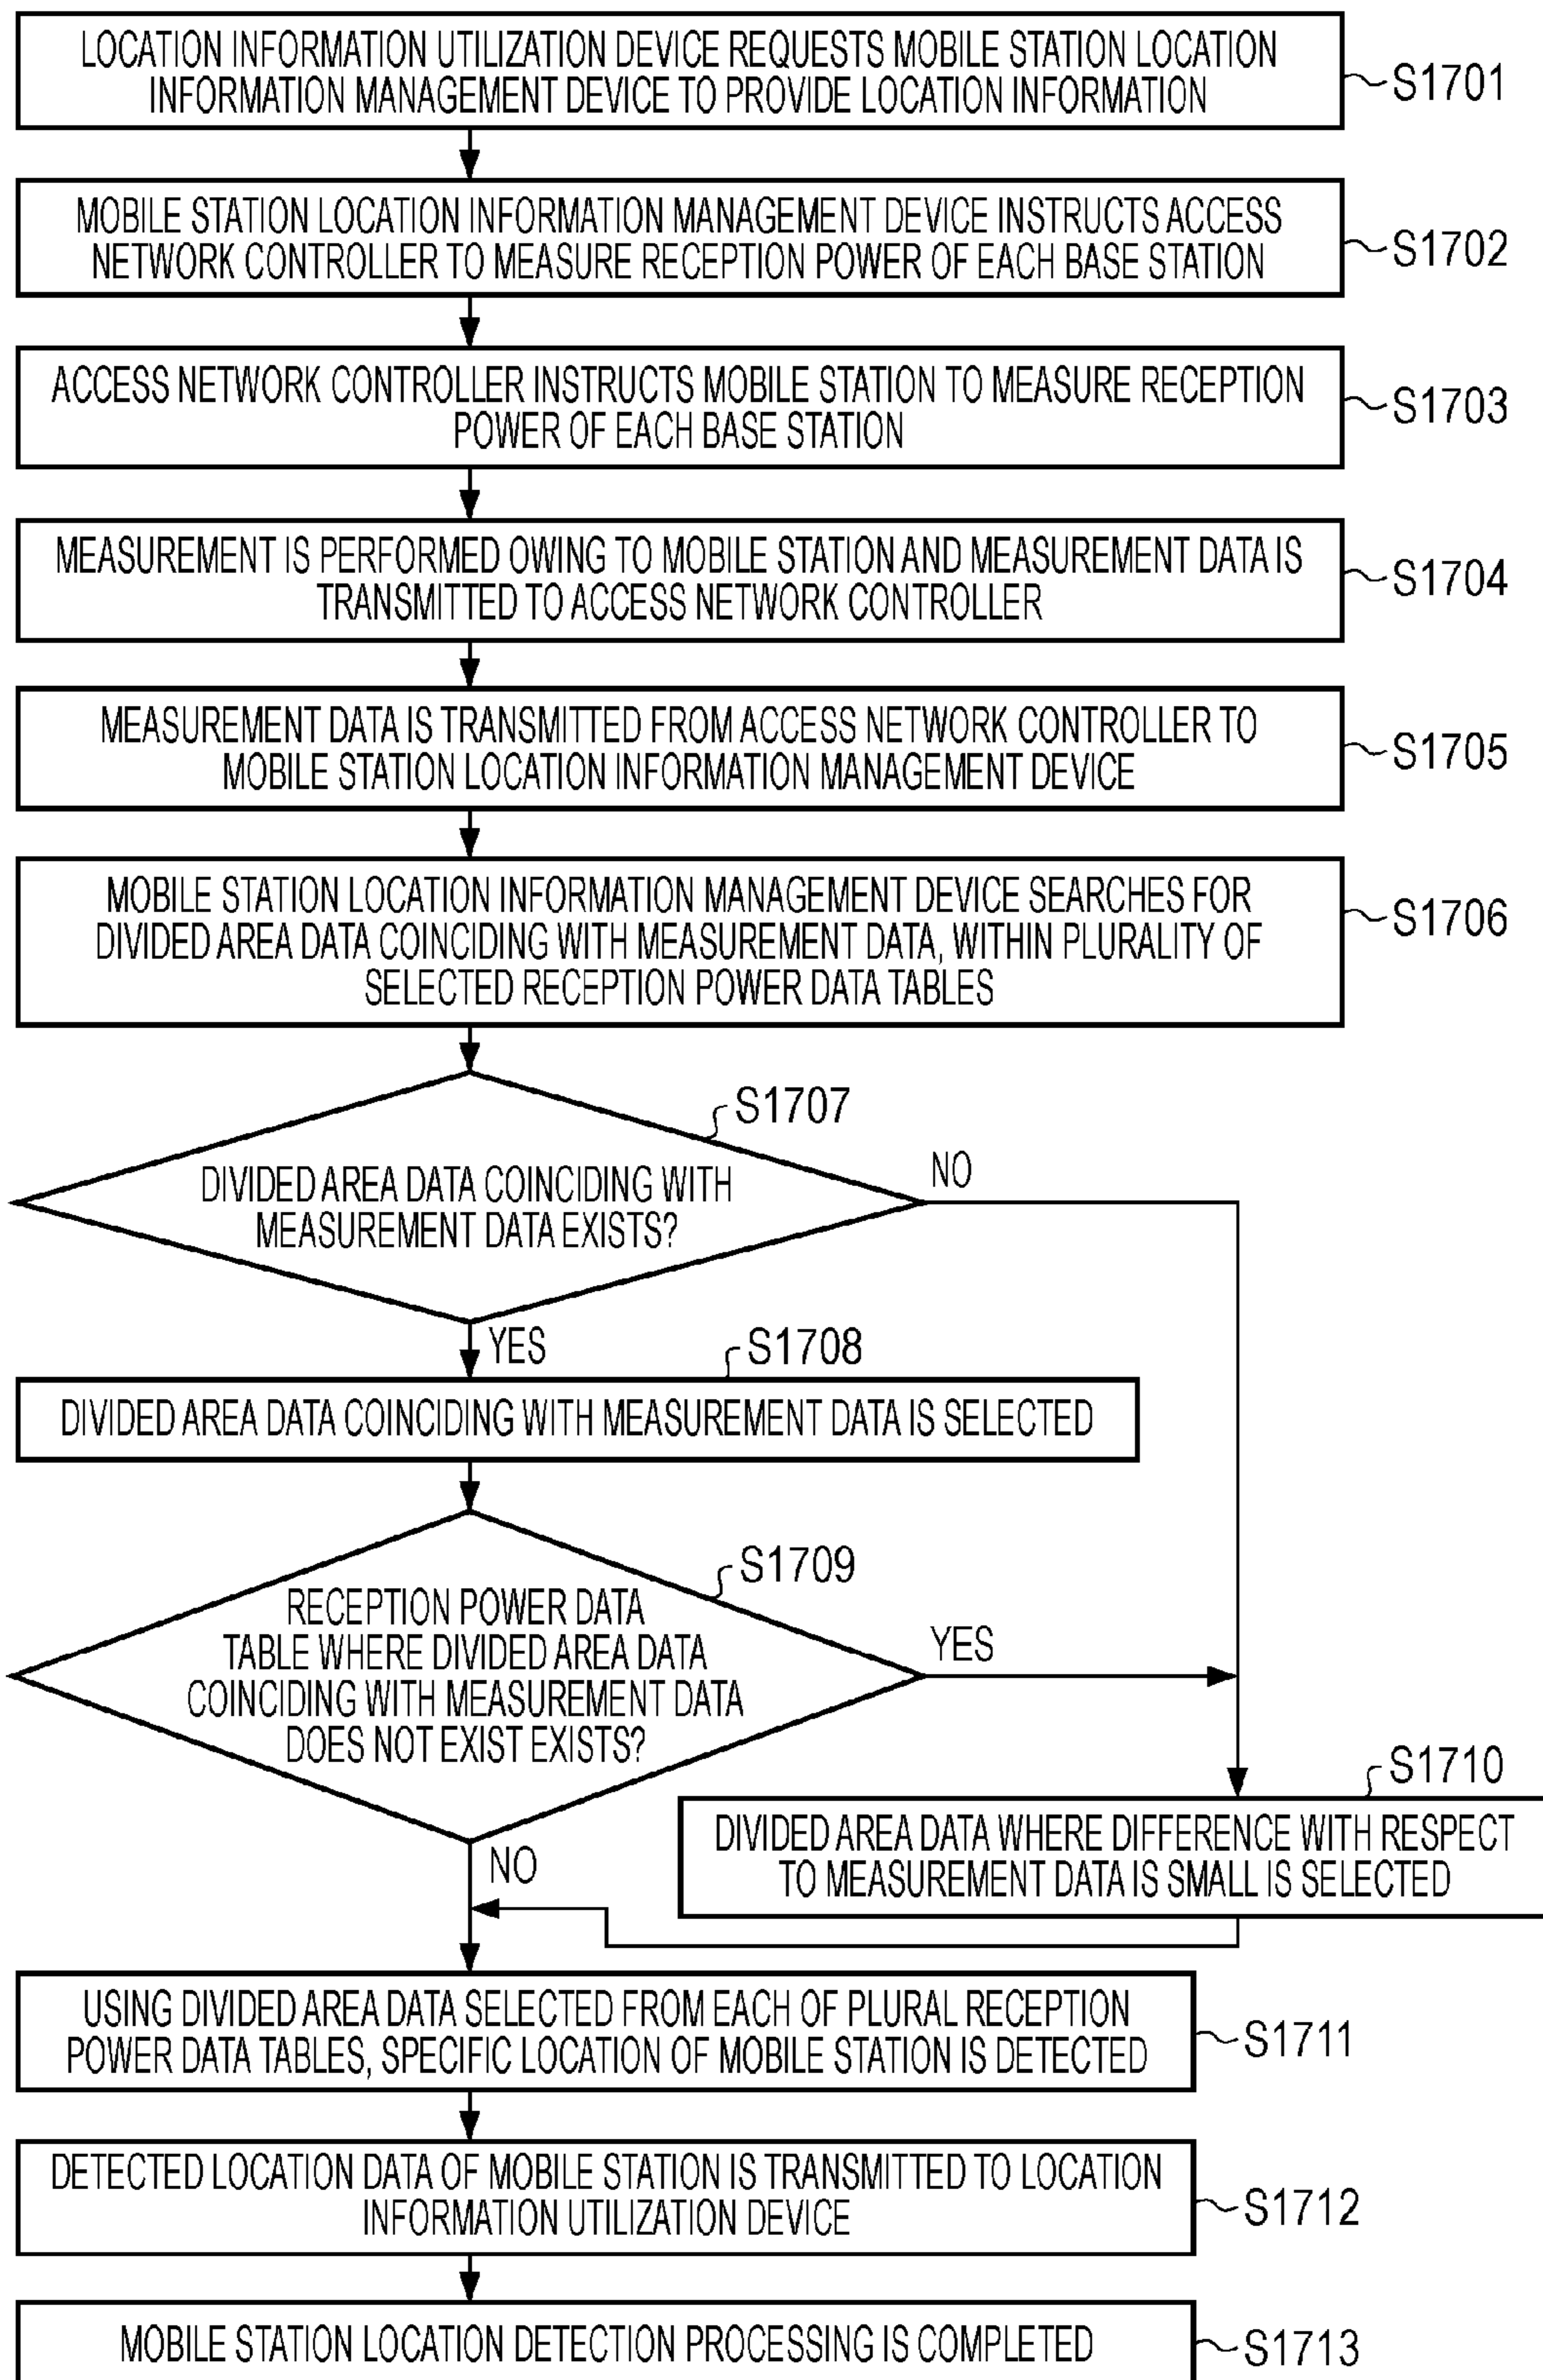 LOCATION INFORMATION UTILIZATION DEVICE REQUESTS MOBILE STATION LOCATION
INFORMATION MANAGEMENT DEVICE TO PROVIDE LOCATION INFORMATION
S1701
MOBILE STATION LOCATION INFORMATION MANAGEMENT DEVICE INSTRUCTS ACCESS
NETWORK CONTROLLER TO MEASURE RECEPTION POWER OF EACH BASE STATION
S1702
ACCESS NETWORK CONTROLLER INSTRUCTS MOBILE STATION TO MEASURE RECEPTION
POWER OF EACH BASE STATION
S1703
MEASUREMENT IS PERFORMED OWING TO MOBILE STATION AND MEASUREMENT DATA IS
TRANSMITTED TO ACCESS NETWORK CONTROLLER
S1704
MEASUREMENT DATA IS TRANSMITTED FROM ACCESS NETWORK CONTROLLER TO
MOBILE STATION LOCATION INFORMATION MANAGEMENT DEVICE
S1705
MOBILE STATION LOCATION INFORMATION MANAGEMENT DEVICE SEARCHES FOR
DIVIDED AREA DATA COINCIDING WITH MEASUREMENT DATA, WITHIN PLURALITY OF
SELECTED RECEPTION POWER DATA TABLES
S1706
S1707
DIVIDED AREA DATA COINCIDING WITH
MEASUREMENT DATA EXISTS?
NO
YES
S1708
DIVIDED AREA DATA COINCIDING WITH MEASUREMENT DATA IS SELECTED
S1709
RECEPTION POWER DATA
TABLE WHERE DIVIDED AREA DATA
COINCIDING WITH MEASUREMENT DATA
DOES NOT EXIST EXISTS?
YES
NO
S1710
DIVIDED AREA DATA WHERE DIFFERENCE WITH RESPECT
TO MEASUREMENT DATA IS SMALL IS SELECTED
USING DIVIDED AREA DATA SELECTED FROM EACH OF PLURAL RECEPTION
POWER DATA TABLES, SPECIFIC LOCATION OF MOBILE STATION IS DETECTED
S1711
DETECTED LOCATION DATA OF MOBILE STATION IS TRANSMITTED TO LOCATION
INFORMATION UTILIZATION DEVICE
S1712
MOBILE STATION LOCATION DETECTION PROCESSING IS COMPLETED
S1713